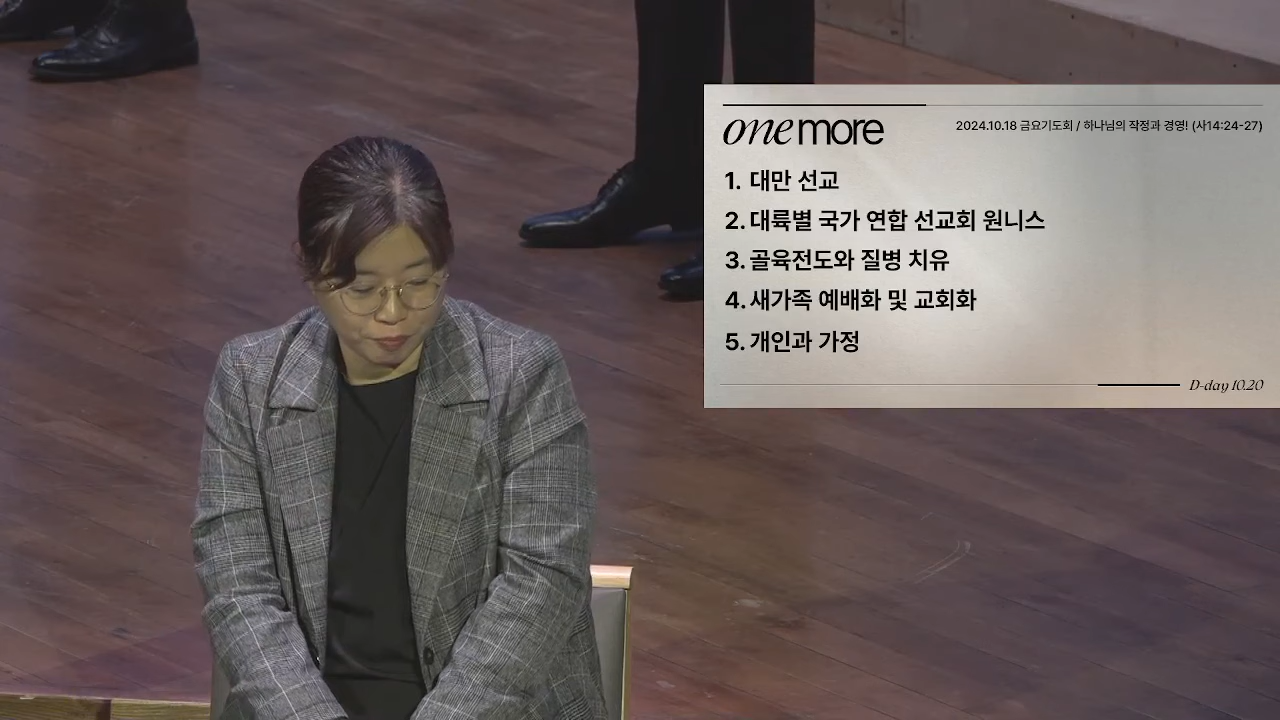 one more
2024.10.18 금요기도회 / 하나님의 작정과 경영! (사14:24-27)
1. 대만 선교
2. 대륙별 국가 연합 선교회 원니스
3. 골육전도와 질병 치유
4. 새가족 예배화 및 교회화
5. 개인과 가정
D-day 10.20